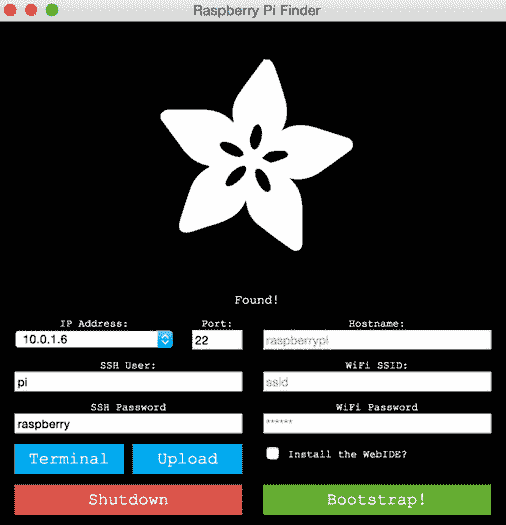 Raspberry Pi Finder
Found!
IP Address: Port: Hostname:
10.0.1.6 22 raspberrypi
SSH User: WiFi SSID:
pi ssid
SSH Password WiFi Password
raspberry ******
Terminal Upload Install the WebIDE?
Shutdown Bootstrap!